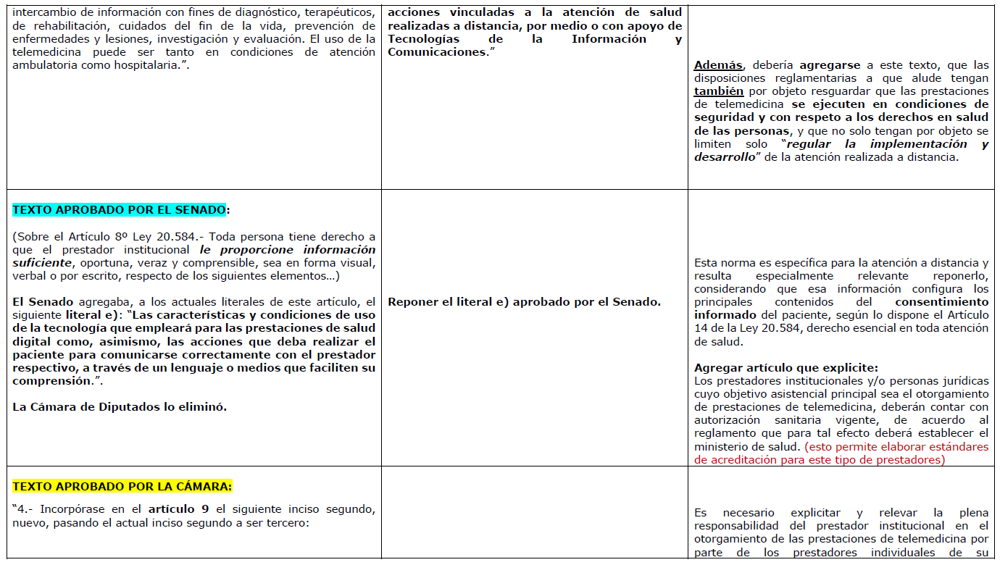 intercambio de información con fines de diagnóstico, terapéuticos,
de rehabilitación, cuidados del fin de la vida, prevención de
enfermedades y lesiones, investigación y evaluación. El uso de la
telemedicina puede ser tanto en condiciones de atención
ambulatoria como hospitalaria.”.
acciones vinculadas a la atención de salud
realizadas a distancia, por medio o con apoyo de
Tecnologías de la Información y
Comunicaciones.”
Además, debería agregarse a este texto, que las
disposiciones reglamentarias a que alude tengan
también por objeto resguardar que las prestaciones
de telemedicina se ejecuten en condiciones de
seguridad y con respeto a los derechos en salud
de las personas, y que no solo tengan por objeto se
limiten solo “regular la implementación y
desarrollo” de la atención realizada a distancia.
TEXTO APROBADO POR EL SENADO:
(Sobre el Artículo 8º Ley 20.584.- Toda persona tiene derecho a
que el prestador institucional le proporcione información
suficiente, oportuna, veraz y comprensible, sea en forma visual,
verbal o por escrito, respecto de los siguientes elementos…)
El Senado agregaba, a los actuales literales de este artículo, el
siguiente literal e): “Las características y condiciones de uso
de la tecnología que empleará para las prestaciones de salud
digital como, asimismo, las acciones que deba realizar el
paciente para comunicarse correctamente con el prestador
respectivo, a través de un lenguaje o medios que faciliten su
comprensión.”.
La Cámara de Diputados lo eliminó.
Reponer el literal e) aprobado por el Senado.
Esta norma es específica para la atención a distancia y
resulta especialmente relevante reponerlo,
considerando que esa información configura los
principales contenidos del consentimiento
informado del paciente, según lo dispone el Artículo
14 de la Ley 20.584, derecho esencial en toda atención
de salud.
Agregar artículo que explicite:
Los prestadores institucionales y/o personas jurídicas
cuyo objetivo asistencial principal sea el otorgamiento
de prestaciones de telemedicina, deberán contar con
autorización sanitaria vigente, de acuerdo al
reglamento que para tal efecto deberá establecer el
ministerio de salud. (esto permite elaborar estándares
de acreditación para este tipo de prestadores)
TEXTO APROBADO POR LA CÁMARA:
“4.- Incorpórase en el artículo 9 el siguiente inciso segundo,
nuevo, pasando el actual inciso segundo a ser tercero:
Es necesario explicitar y relevar la plena
responsabilidad del prestador institucional en el
otorgamiento de las prestaciones de telemedicina por
parte de los prestadores individuales de su